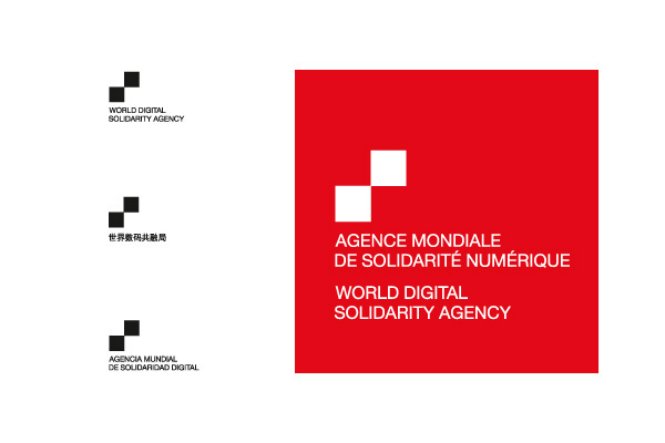 WORLD DIGITAL
SOLIDARITY AGENCY
世界数码共融局
AGENCIA MUNDIAL
DE SOLIDARIDAD DIGITAL
AGENCE MONDIALE
DE SOLIDARITÉ NUMÉRIQUE
WORLD DIGITAL
SOLIDARITY AGENCY